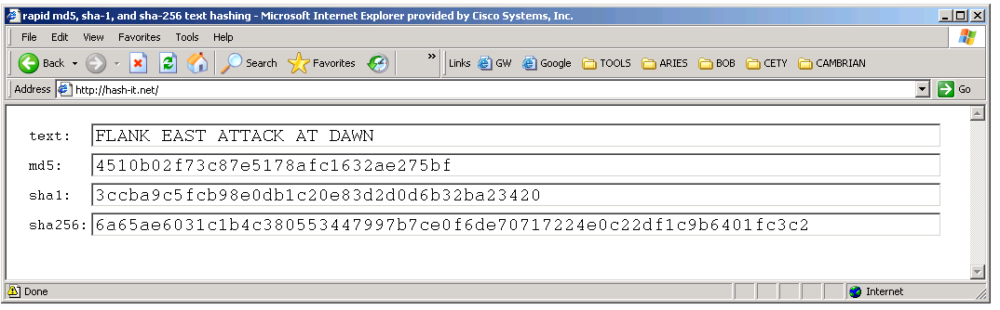 rapid md5, sha-1, and sha-256 text hashing - Microsoft Internet Explorer provided by Cisco Systems, Inc.
File Edit View Favorites Tools Help
Back Search Favorites » Links GW Google TOOLS ARIES BOB CETY CAMBRIAN
Address http://hash-it.net/ Go
text: FLANK EAST ATTACK AT DAWN
md5: 4510b02f73c87e5178afc1632ae275bf
sha1: 3ccba9c5fcb98e0db1c20e83d2d0d6b32ba23420
sha256: 6a65ae6031c1b4c380553447997b7ce0f6de70717224e0c22df1c9b6401fc3c2
Done Internet